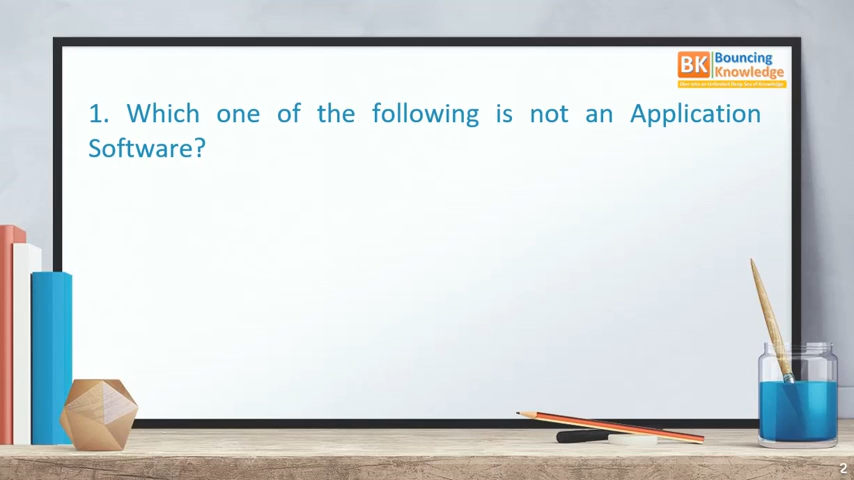 BK Bouncing
Knowledge
1. Which one of the following is not an Application
Software?
2